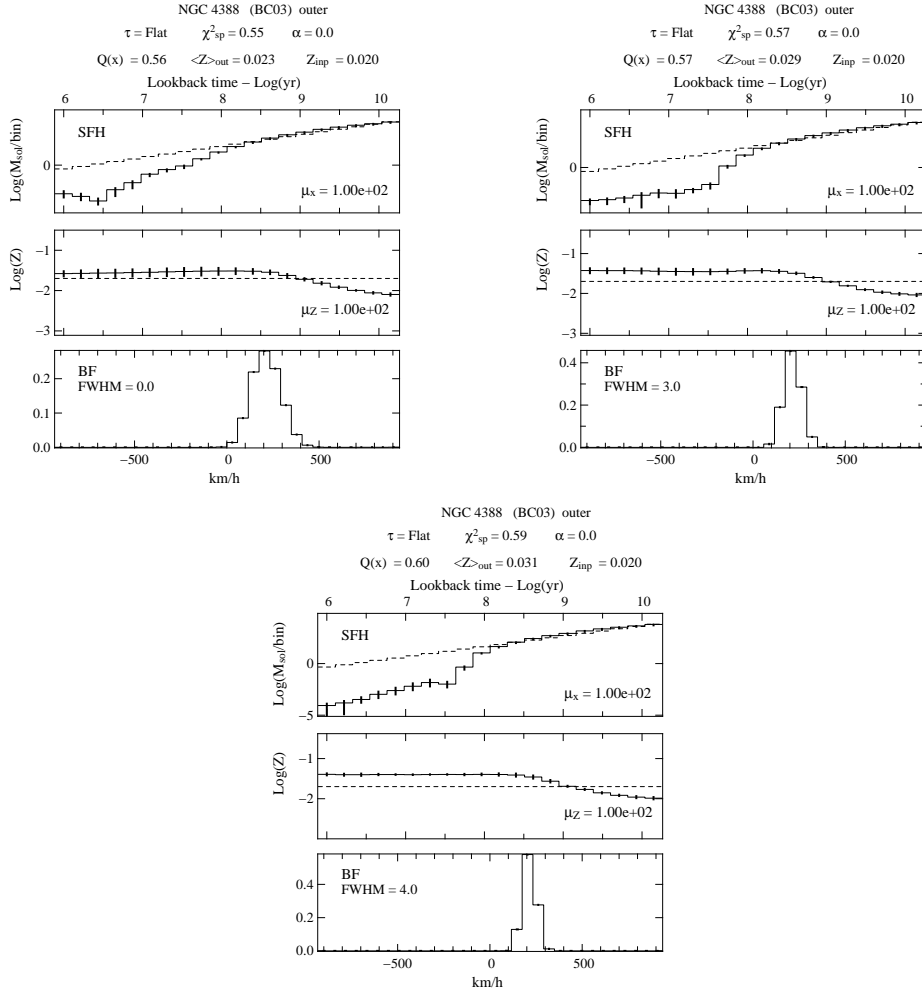 NGC 4388 (BC03) outer
τ = Flat χ²sp = 0.55 α = 0.0
Q(x) = 0.56 <Z>out = 0.023 Zinp = 0.020
Lookback time − Log(yr)
6 7 8 9 10
SFH
Log(Msol/bin)
0
μx = 1.00e+02
Log(Z)
−1
−2
−3
μZ = 1.00e+02
BF
FWHM = 0.0
0.2
0.1
0.0
−500 0 500
km/h
NGC 4388 (BC03) outer
τ = Flat χ²sp = 0.57 α = 0.0
Q(x) = 0.57 <Z>out = 0.029 Zinp = 0.020
Lookback time − Log(yr)
6 7 8 9 10
SFH
Log(Msol/bin)
0
μx = 1.00e+02
Log(Z)
−1
−2
−3
μZ = 1.00e+02
BF
FWHM = 3.0
0.4
0.2
0.0
−500 0 500
km/h
NGC 4388 (BC03) outer
τ = Flat χ²sp = 0.59 α = 0.0
Q(x) = 0.60 <Z>out = 0.031 Zinp = 0.020
Lookback time − Log(yr)
6 7 8 9 10
SFH
Log(Msol/bin)
0
−5
μx = 1.00e+02
Log(Z)
−1
−2
μZ = 1.00e+02
BF
FWHM = 4.0
0.4
0.2
0.0
−500 0 500
km/h